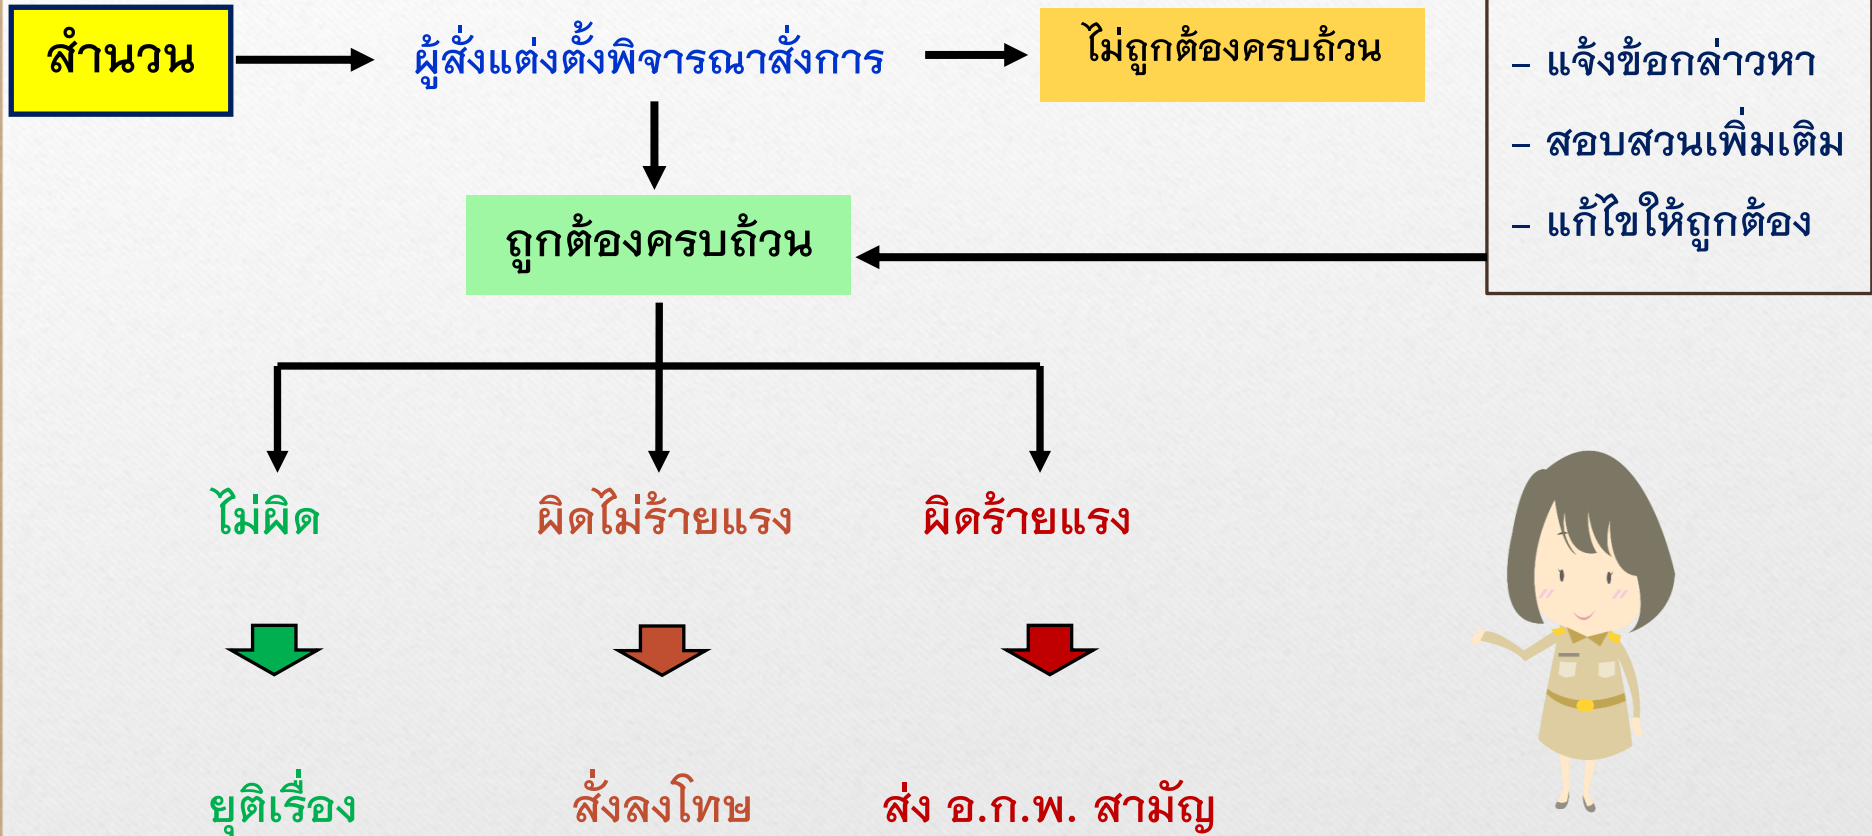 สำนวน
ผู้สั่งแต่งตั้งพิจารณาสั่งการ
ไม่ถูกต้องครบถ้วน
- แจ้งข้อกล่าวหา
- สอบสวนเพิ่มเติม
- แก้ไขให้ถูกต้อง
ถูกต้องครบถ้วน
ไม่ผิด
ผิดไม่ร้ายแรง
ผิดร้ายแรง
ยุติเรื่อง
สั่งลงโทษ
ส่ง อ.ก.พ. สามัญ